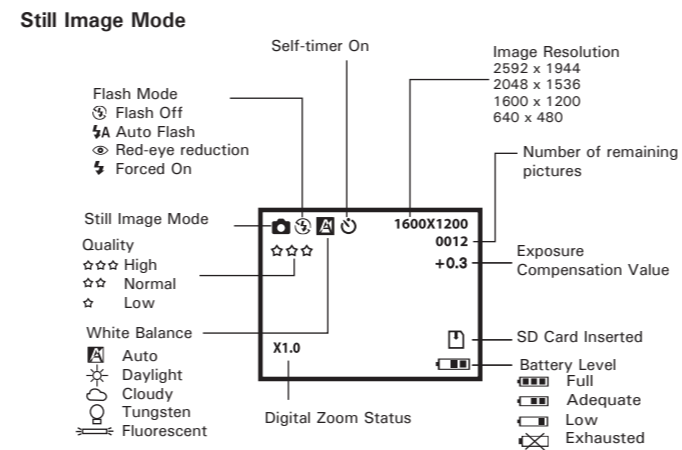 Still Image Mode
Self-timer On
Image Resolution
2592 x 1944
2048 x 1536
1600 x 1200
640 x 480
Flash Mode
Flash Off
A Auto Flash
Red-eye reduction
Forced On
Number of remaining
pictures
Still Image Mode
Quality
High
Normal
Low
1600X1200
0012
+0.3
Exposure
Compensation Value
White Balance
A Auto
Daylight
Cloudy
Tungsten
Fluorescent
A
X1.0
SD Card Inserted
Battery Level
Full
Adequate
Low
Exhausted
Digital Zoom Status